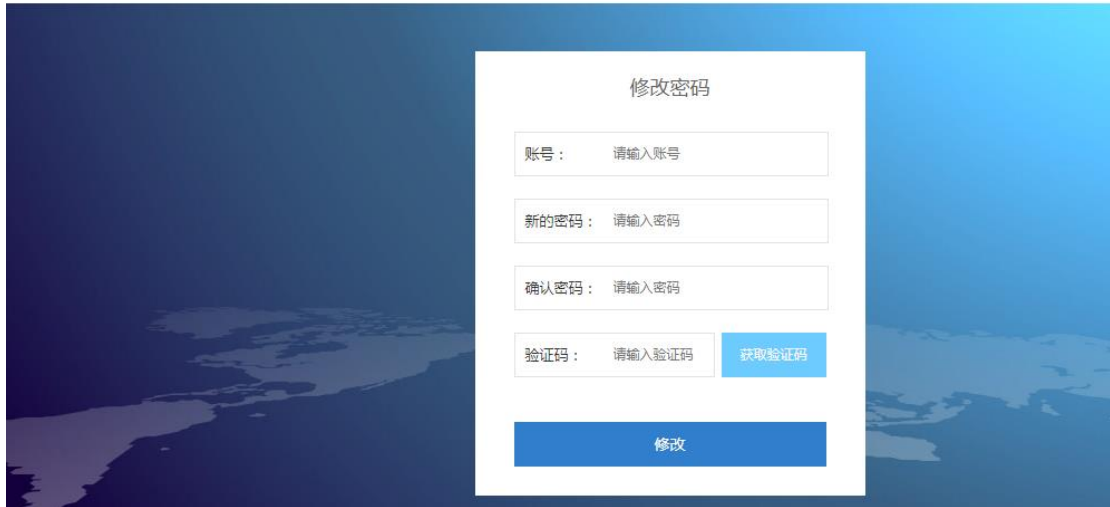 修改密码
账号： 请输入账号
新的密码： 请输入密码
确认密码： 请输入密码
验证码： 请输入验证码 获取验证码
修改